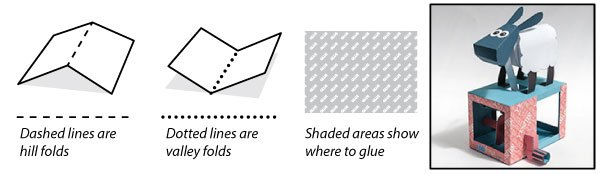 Dashed lines are
hill folds
Dotted lines are
valley folds
Shaded areas show
where to glue